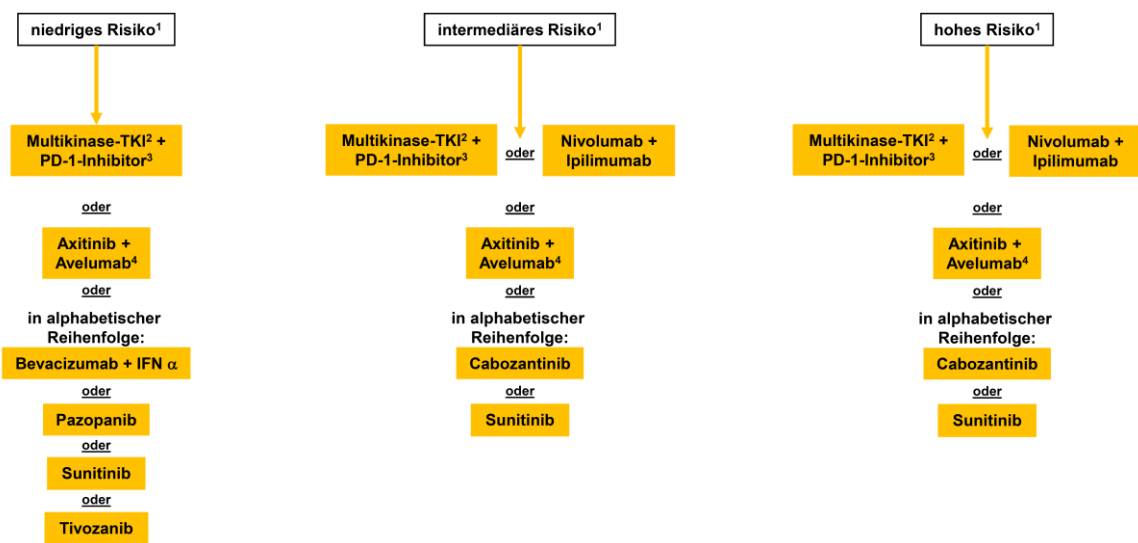 niedriges Risiko¹
Multikinase-TKI² +
PD-1-Inhibitor³
oder
Axitinib +
Avelumab⁴
oder
in alphabetischer
Reihenfolge:
Bevacizumab + IFN α
oder
Pazopanib
oder
Sunitinib
oder
Tivozanib
intermediäres Risiko¹
Multikinase-TKI² +
PD-1-Inhibitor³
oder
Nivolumab +
Ipilimumab
oder
Axitinib +
Avelumab⁴
oder
in alphabetischer
Reihenfolge:
Cabozantinib
oder
Sunitinib
hohes Risiko¹
Multikinase-TKI² +
PD-1-Inhibitor³
oder
Nivolumab +
Ipilimumab
oder
Axitinib +
Avelumab⁴
oder
in alphabetischer
Reihenfolge:
Cabozantinib
oder
Sunitinib